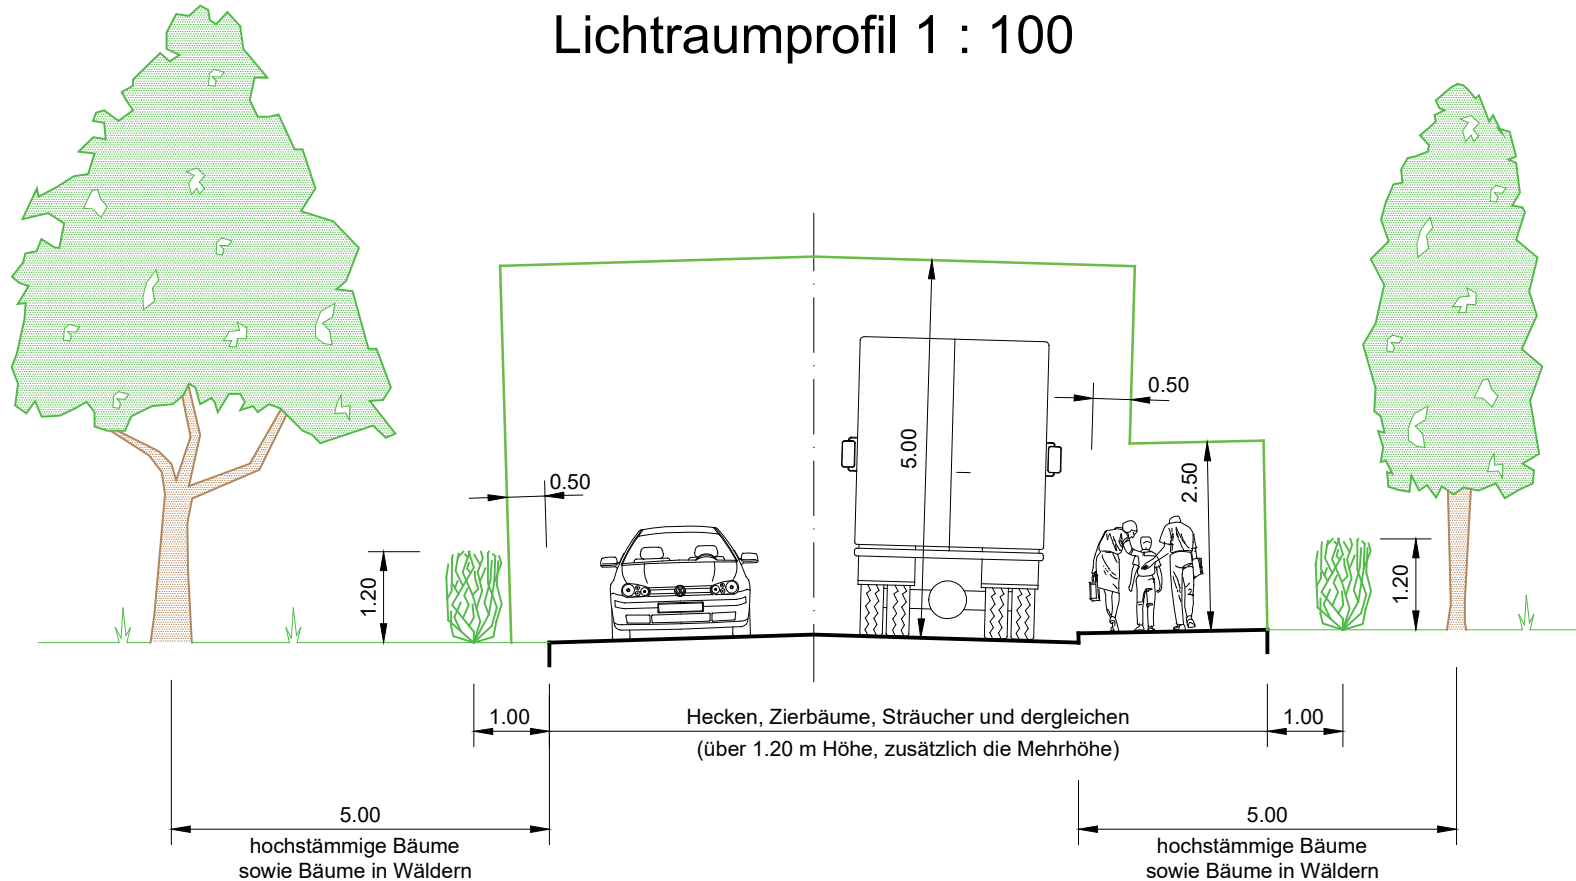 Lichtraumprofil 1 : 100
0.50
5.00
0.50
2.50
1.20
1.20
1.00
Hecken, Zierbäume, Sträucher und dergleichen
1.00
(über 1.20 m Höhe, zusätzlich die Mehrhöhe)
5.00
hochstämmige Bäume
sowie Bäume in Wäldern
5.00
hochstämmige Bäume
sowie Bäume in Wäldern